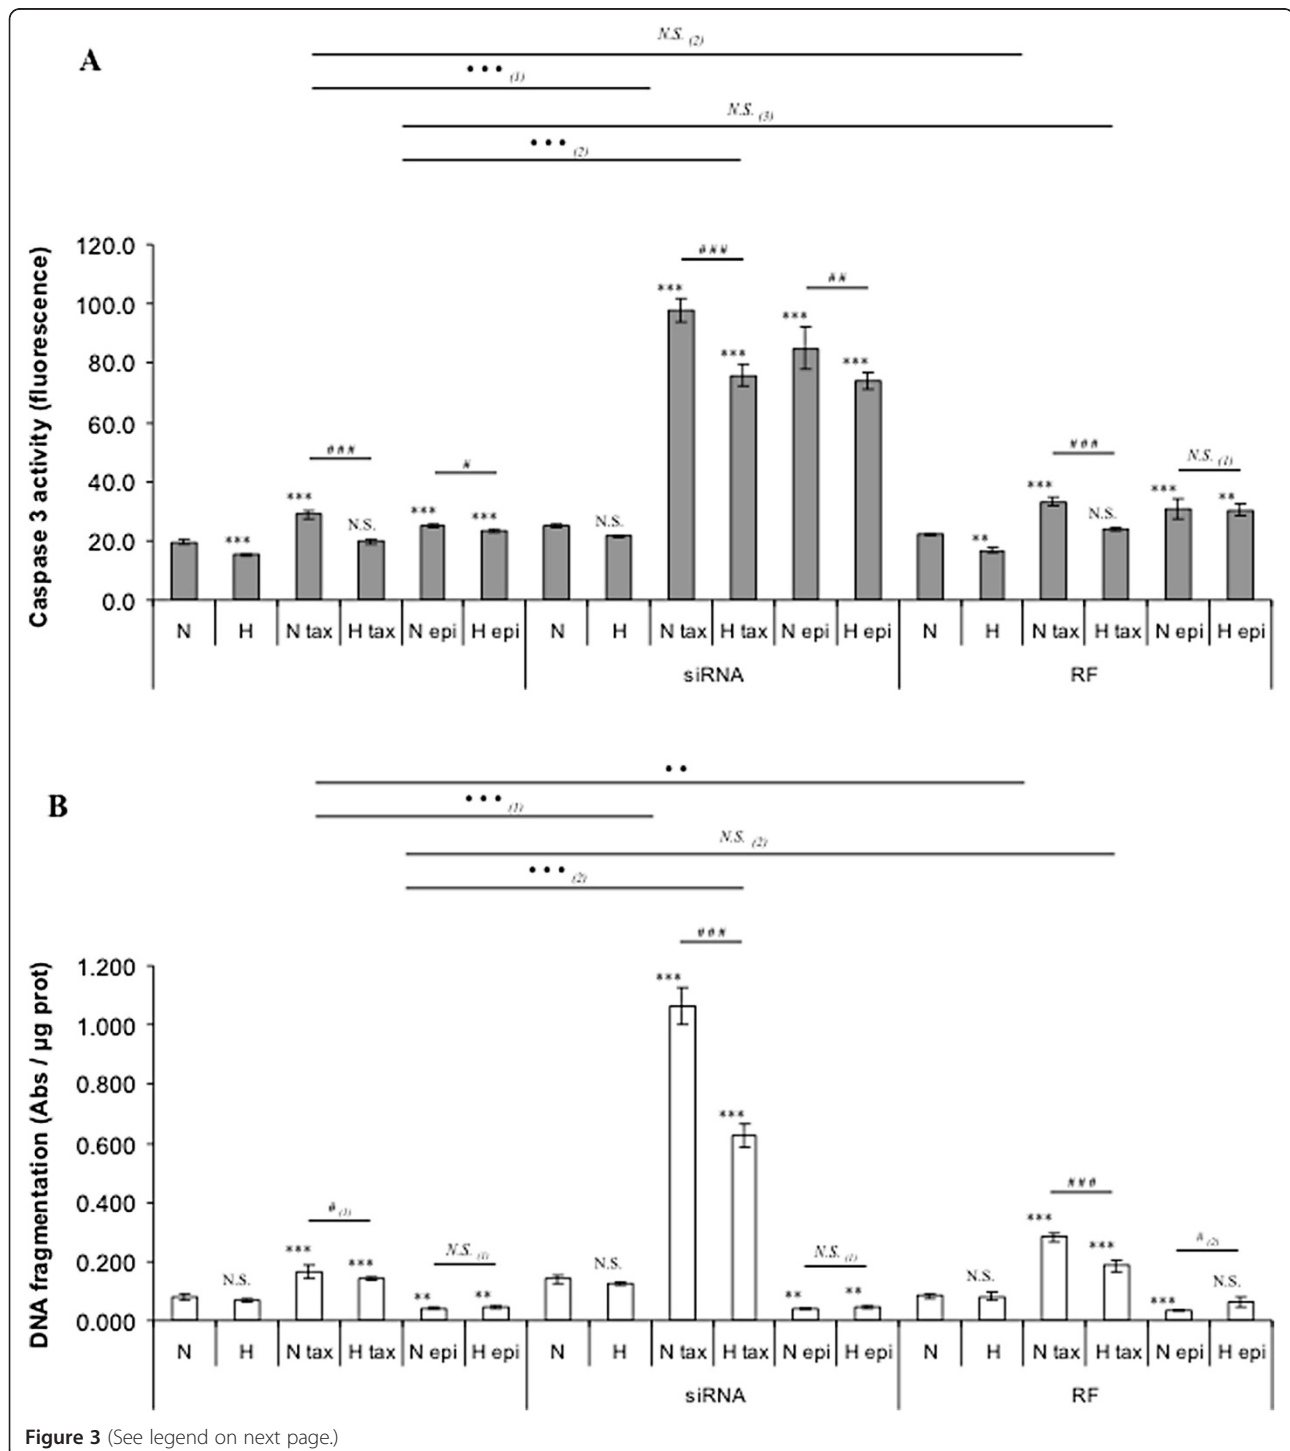 A
N.S. (2)
••• (1)
N.S. (3)
••• (2)
Caspase 3 activity (fluorescence)
120.0
100.0
80.0
60.0
40.0
20.0
0.0
### #
*** *** N.S. *** ***
***
N.S.
### ##
*** *** *** ***
### N.S. (1)
** *** N.S. *** **
N H N tax H tax N epi H epi N H N tax H tax N epi H epi N H N tax H tax N epi H epi
siRNA RF
B
••
••• (1)
N.S. (2)
••• (2)
DNA fragmentation (Abs / µg prot)
1.200
1.000
0.800
0.600
0.400
0.200
0.000
# (1) N.S. (1)
N.S. *** *** ** **
N.S.
### N.S. (1)
*** *** ** **
### # (2)
N.S. *** *** *** N.S.
N H N tax H tax N epi H epi N H N tax H tax N epi H epi N H N tax H tax N epi H epi
siRNA RF
Figure 3 (See legend on next page.)